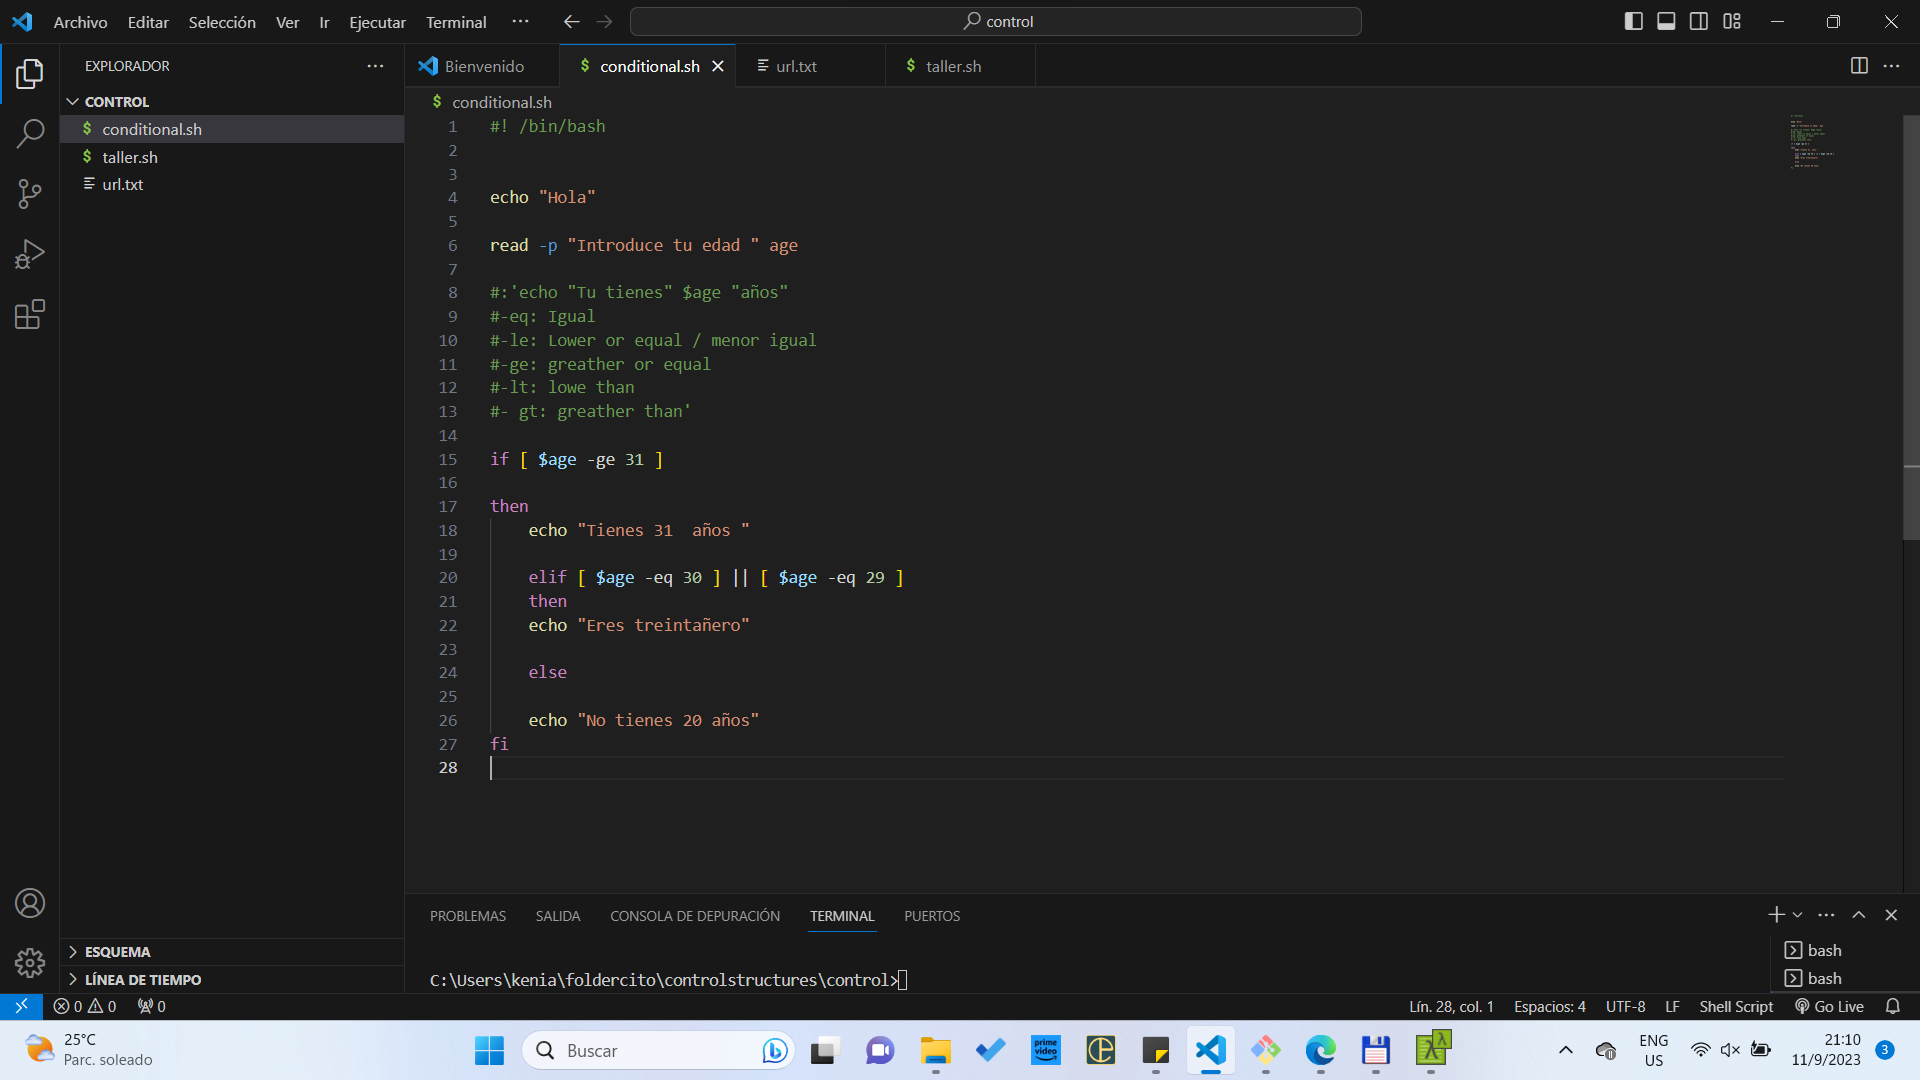 Archivo Editar Selección Ver Ir Ejecutar Terminal ··· control
EXPLORADOR ···
Bienvenido
$ conditional.sh
url.txt
$ taller.sh
CONTROL
$ conditional.sh
$ taller.sh
url.txt
$ conditional.sh
1 #! /bin/bash
2
3
4 echo "Hola"
5
6 read -p "Introduce tu edad " age
7
8 #:'echo "Tu tienes" $age "años"
9 #-eq: Igual
10 #-le: Lower or equal / menor igual
11 #-ge: greather or equal
12 #-lt: lowe than
13 #- gt: greather than'
14
15 if [ $age -ge 31 ]
16
17 then
18 echo "Tienes 31  años "
19
20 elif [ $age -eq 30 ] || [ $age -eq 29 ]
21 then
22 echo "Eres treintañero"
23
24 else
25
26 echo "No tienes 20 años"
27 fi
28
PROBLEMAS SALIDA CONSOLA DE DEPURACIÓN TERMINAL PUERTOS
C:\Users\kenia\foldercito\controlstructures\control>
bash
bash
ESQUEMA
LÍNEA DE TIEMPO
0 0 0
Lín. 28, col. 1 Espacios: 4 UTF-8 LF Shell Script Go Live
25°C
Parc. soleado
Buscar
prime
video
ENG
US
21:10
11/9/2023
3